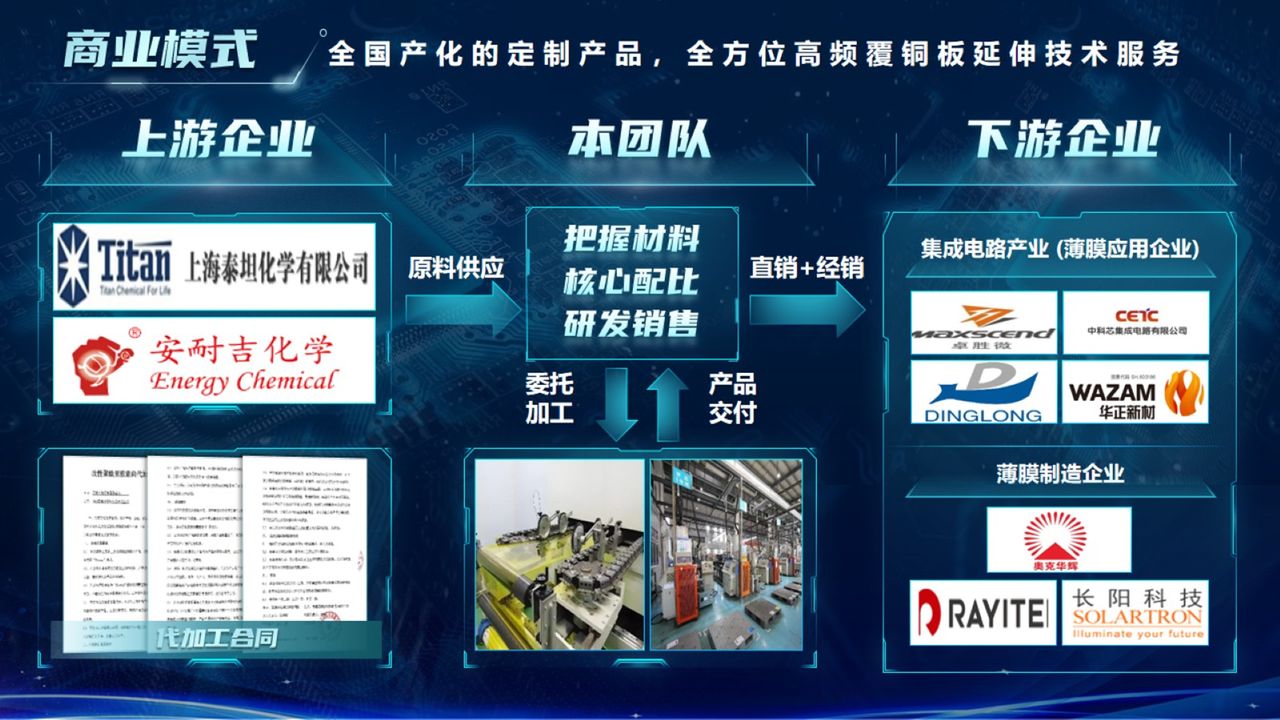 商业模式
全国产化的定制产品，全方位高频覆铜板延伸技术服务
上游企业
本团队
下游企业
Titan
Titan Chemical For Life
上海泰坦化学有限公司
安耐吉化学
®
Energy Chemical
原料供应
把握材料
核心配比
研发销售
直销+经销
委托
加工
产品
交付
代加工合同
集成电路产业 (薄膜应用企业)
maxscend
卓胜微
CETC
中科芯集成电路有限公司
DINGLONG
WAZAM
华正新材
薄膜制造企业
奥克华辉
RAYITE
长阳科技
SOLARTRON
Illuminate your future